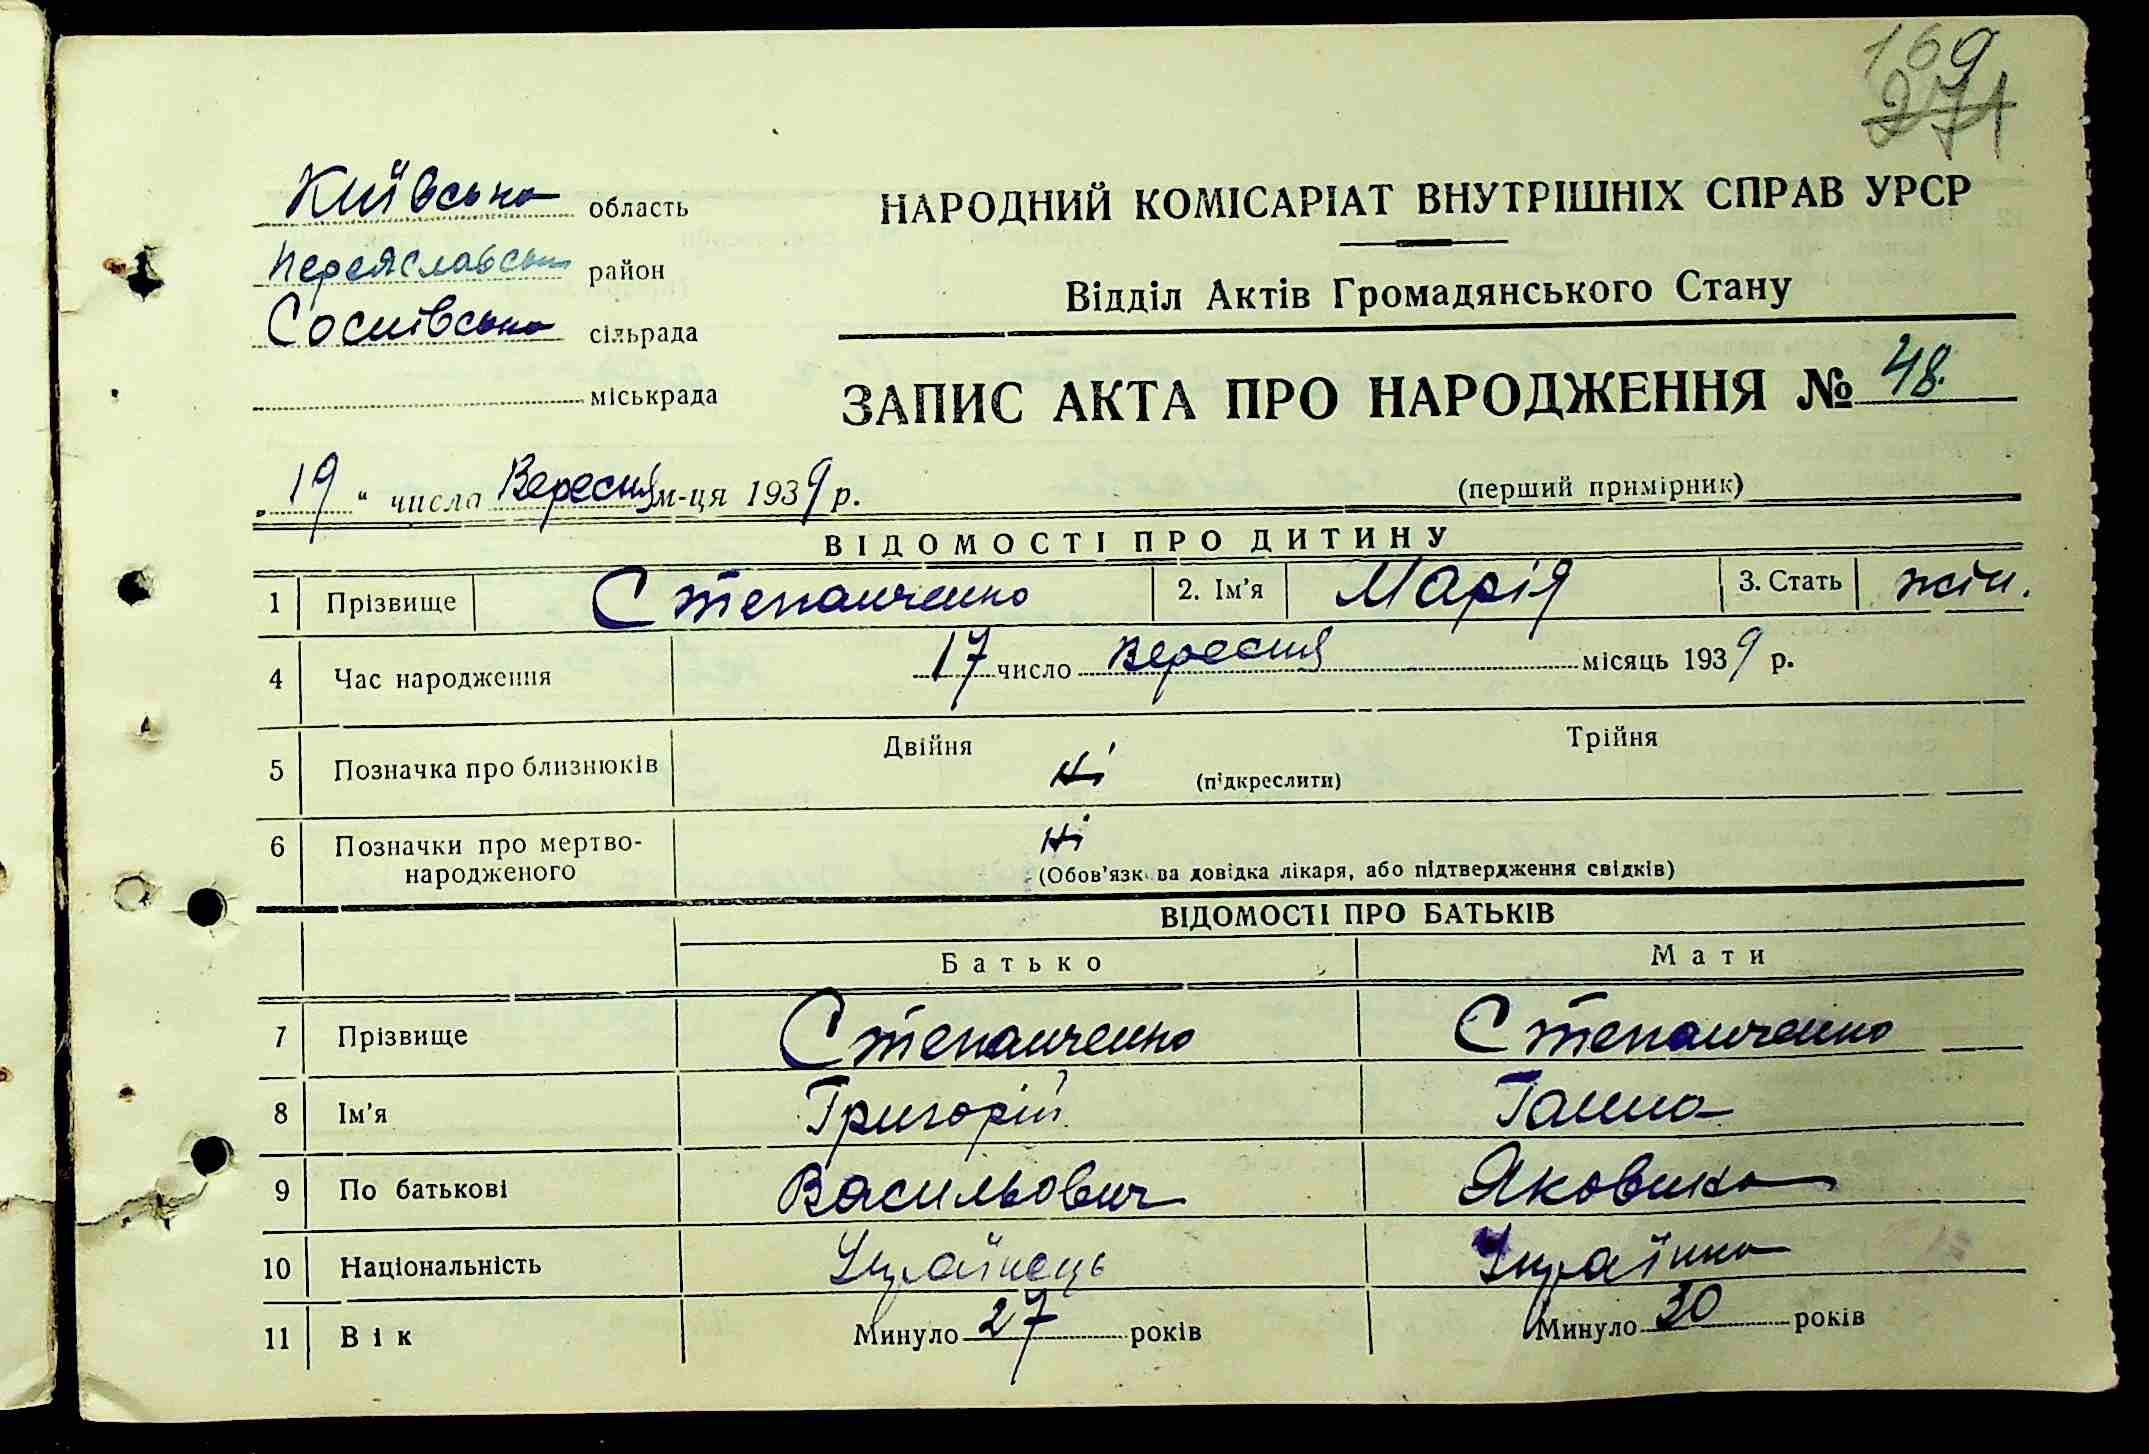 169
271
Київська область
Переяславський район
Соснівська сільрада
міськрада
НАРОДНИЙ КОМІСАРІАТ ВНУТРІШНІХ СПРАВ УРСР
Відділ Актів Громадянського Стану
ЗАПИС АКТА ПРО НАРОДЖЕННЯ № 48.
„19“ числа Вересня м-ця 1939 р.
(перший примірник)
ВІДОМОСТІ ПРО ДИТИНУ
1 Прізвище Степанченко 2. Ім’я Марія 3. Стать жін.
4 Час народження 17 число Вересня місяць 1939 р.
5 Позначка про близнюків Двійня ні (підкреслити) Трійня
6 Позначки про мертво-
народженого
ні
(Обов’язк ва довідка лікаря, або підтвердження свідків)
ВІДОМОСТІ ПРО БАТЬКІВ
Батько Мати
7 Прізвище Степанченко Степанченко
8 Ім’я Григорій Ганна
9 По батькові Васильович Яковина
10 Національність Українець Українка
11 Вік Минуло 27 років Минуло 30 років